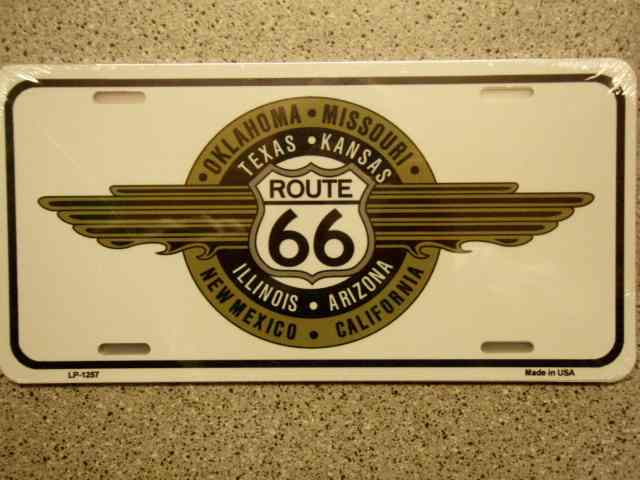 OKLAHOMA • MISSOURI
TEXAS • KANSAS
ROUTE
66
ILLINOIS • ARIZONA
NEW MEXICO • CALIFORNIA
LP-1257
Made in USA